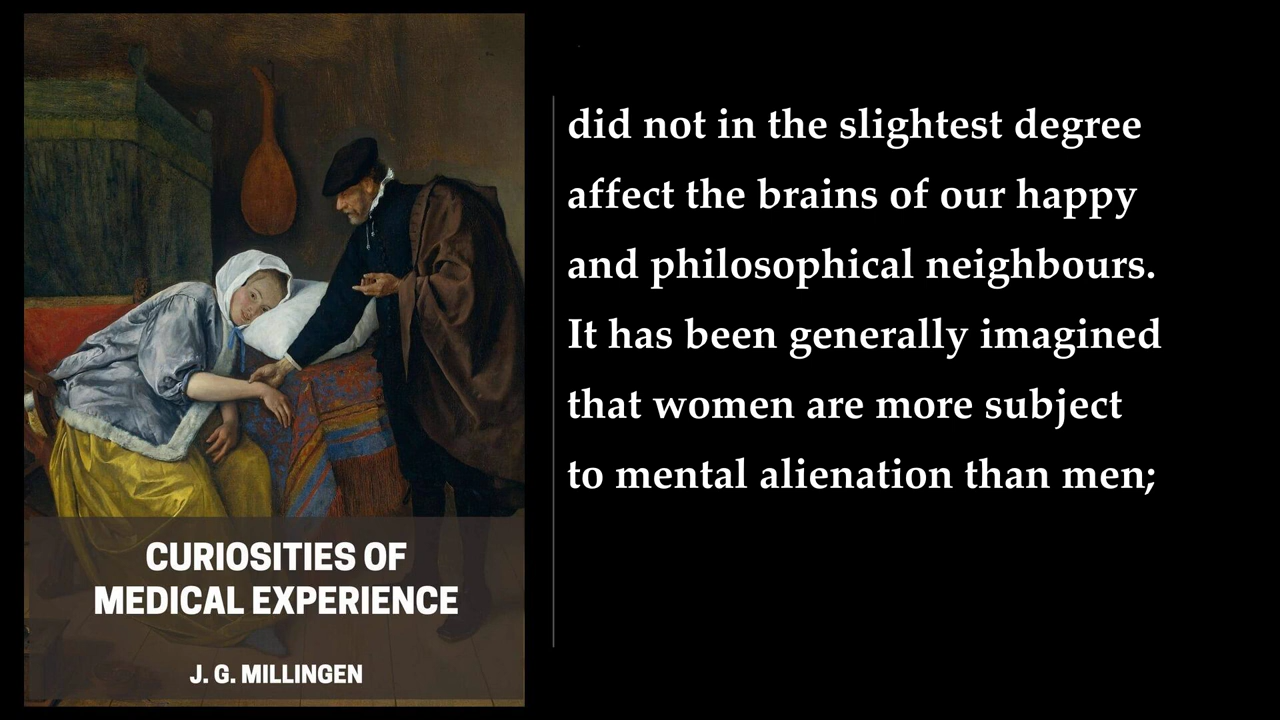 CURIOSITIES OF
MEDICAL EXPERIENCE
J. G. MILLINGEN
did not in the slightest degree
affect the brains of our happy
and philosophical neighbours.
It has been generally imagined
that women are more subject
to mental alienation than men;